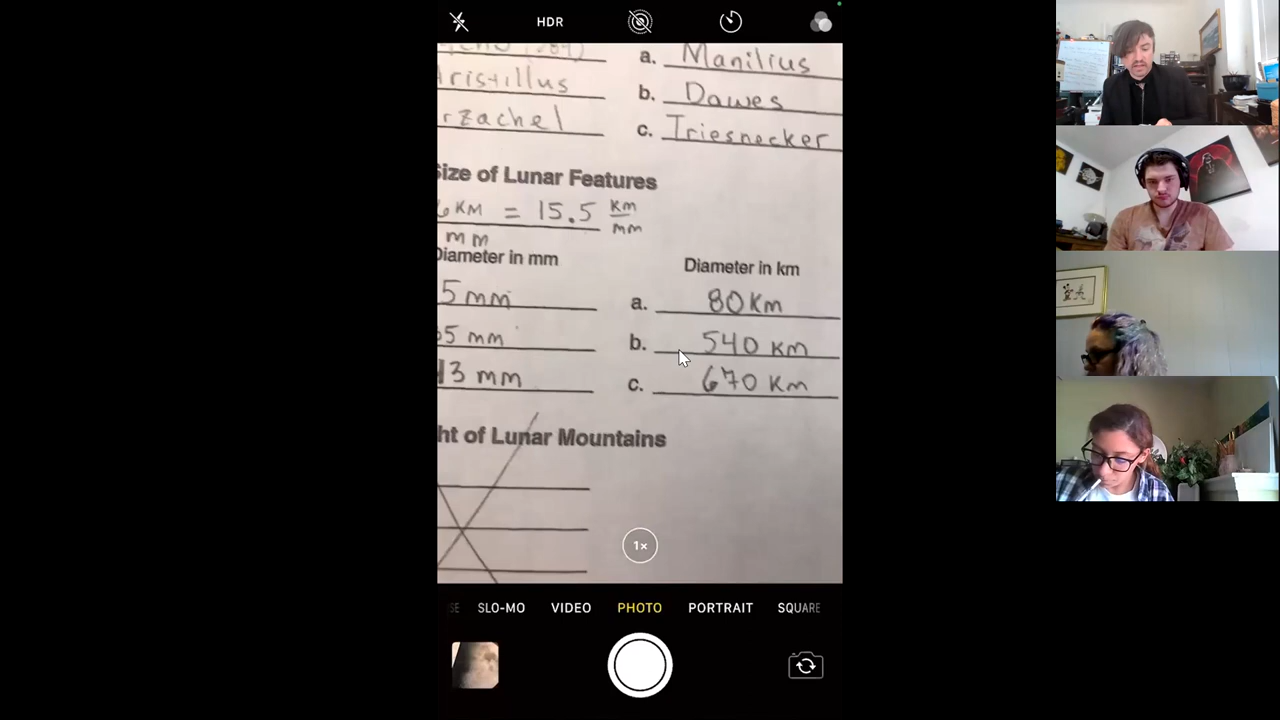 HDR
a. Manilius
ristillus
b. Dawes
rzachel
c. Triesnecker
Size of Lunar Features
KM = 15.5 km
mm mm
Diameter in mm Diameter in km
5 mm a. 80 Km
5 mm b. 540 Km
13 mm c. 670 Km
ht of Lunar Mountains
1×
SLO-MO VIDEO PHOTO PORTRAIT SQUARE